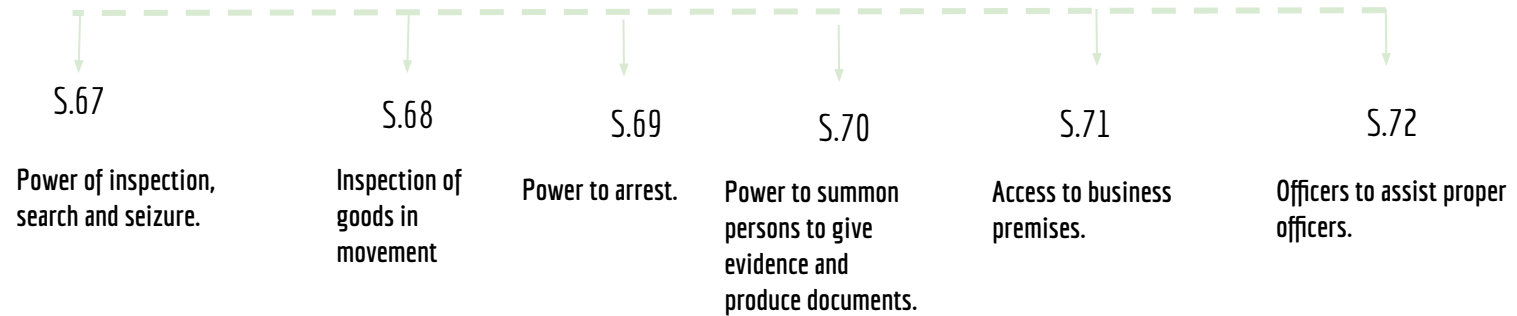 S.67
Power of inspection,
search and seizure.
S.68
Inspection of
goods in
movement
S.69
Power to arrest.
S.70
Power to summon
persons to give
evidence and
produce documents.
S.71
Access to business
premises.
S.72
Officers to assist proper
officers.